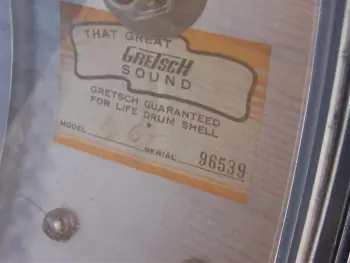 THAT GREAT
GRETSCH
SOUND
GRETSCH GUARANTEED
FOR LIFE DRUM SHELL
MODEL
SERIAL 96539